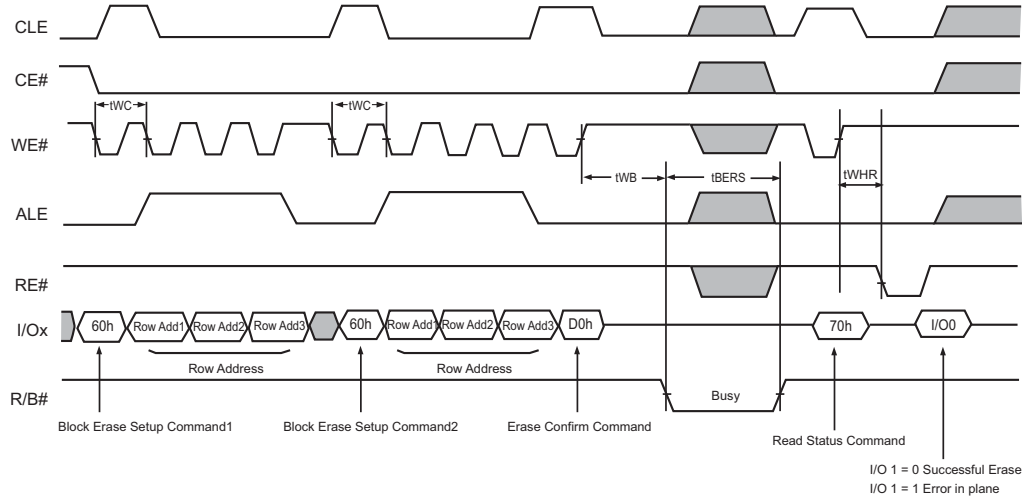 CLE
CE#
tWC
tWC
WE#
tWB
tBERS
tWHR
ALE
RE#
I/Ox
60h
Row Add1
Row Add2
Row Add3
60h
Row Add1
Row Add2
Row Add3
D0h
70h
I/O0
Row Address
Row Address
R/B#
Busy
Block Erase Setup Command1
Block Erase Setup Command2
Erase Confirm Command
Read Status Command
I/O 1 = 0 Successful Erase
I/O 1 = 1 Error in plane